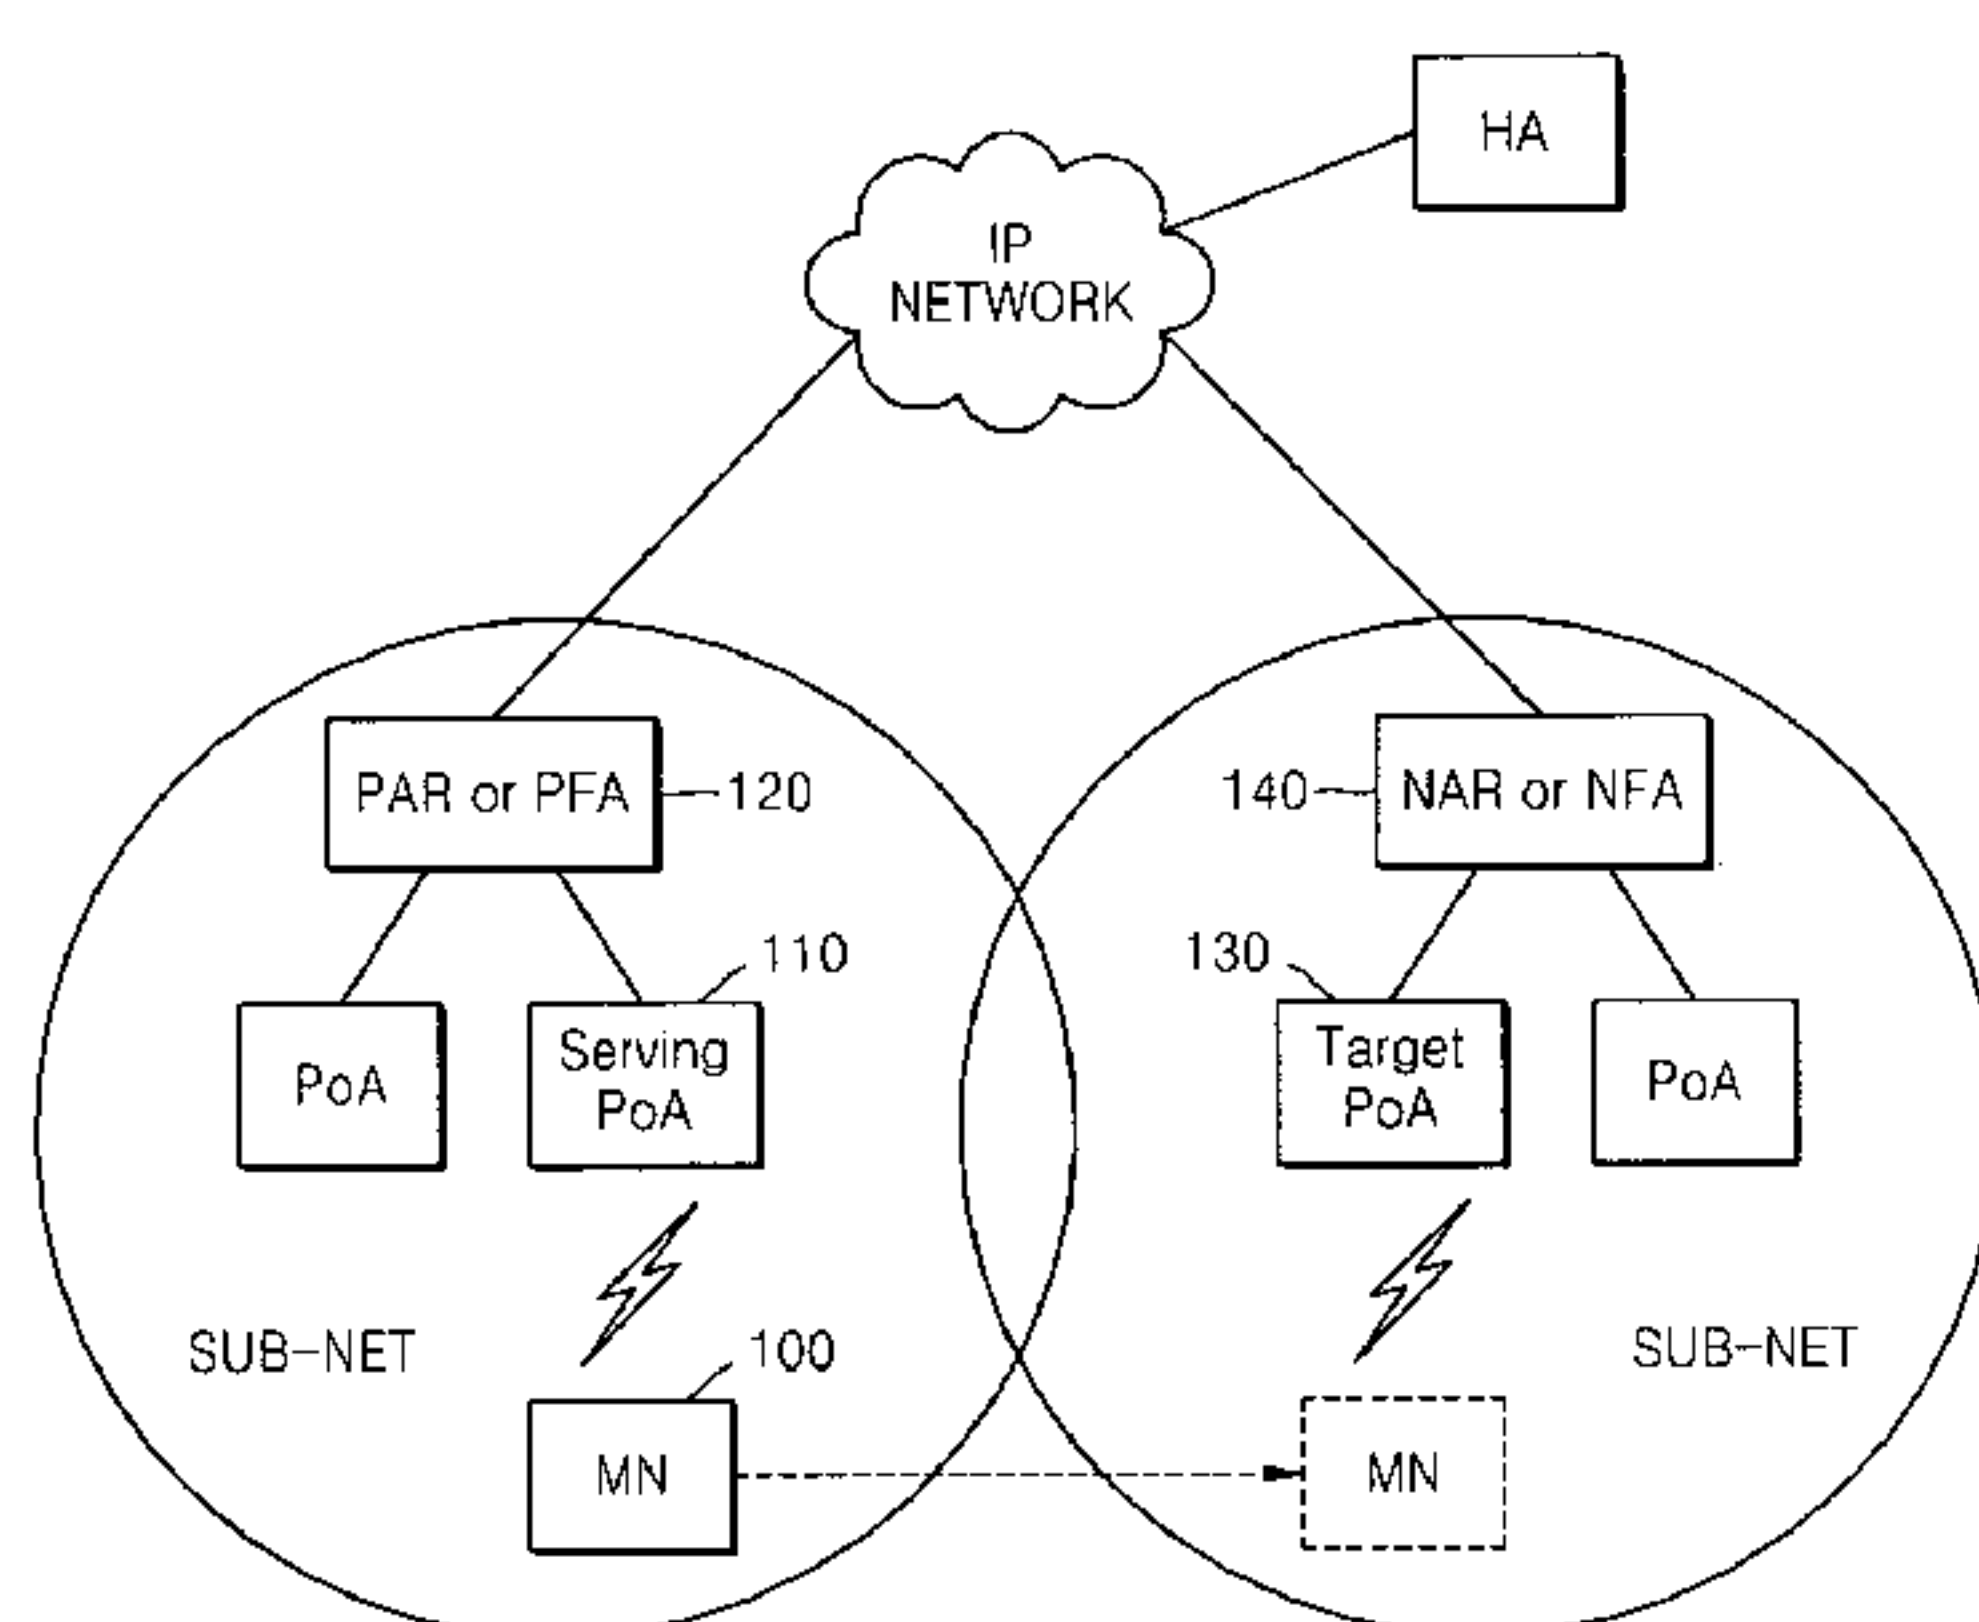 HA
IP
NETWORK
PAR or PFA
120
140
NAR or NFA
110
130
PoA
Serving
PoA
Target
PoA
PoA
SUB-NET
100
SUB-NET
MN
MN